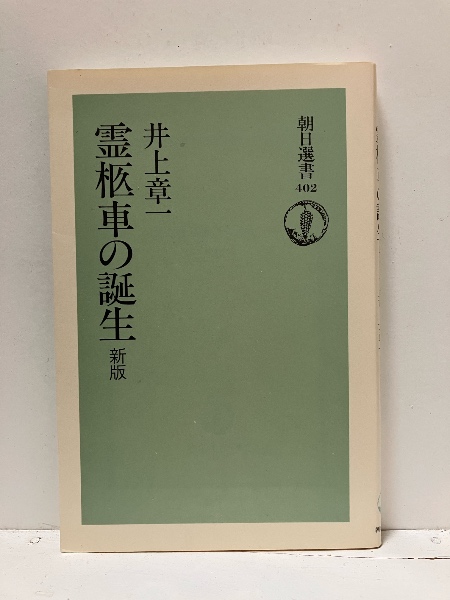 朝日選書
402
井上章一
霊柩車の誕生
新版